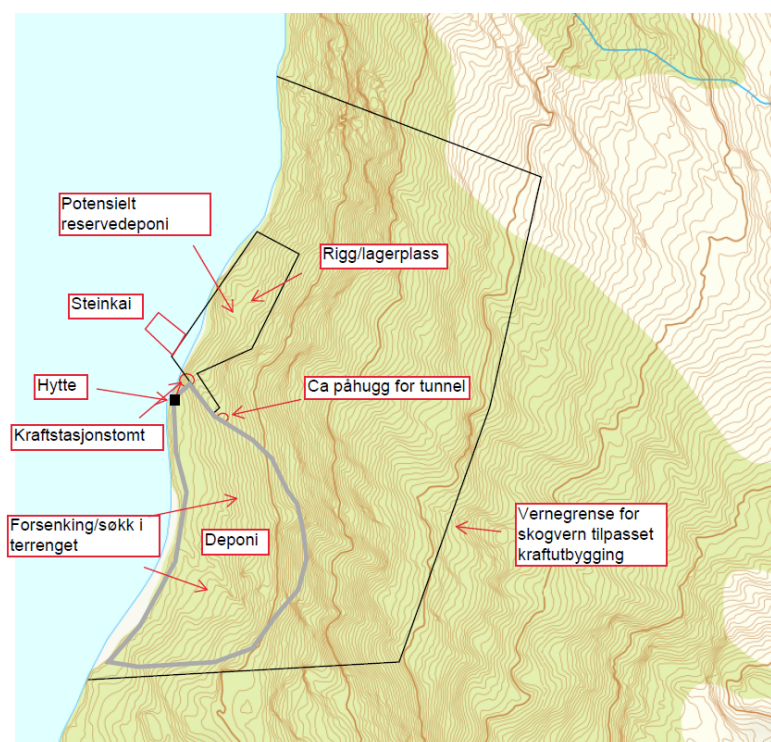 Potensielt
reservedeponi
Rigg/lagerplass
Steinkai
Hytte
Ca påhugg for tunnel
Kraftstasjonstomt
Forsenking/søkk i
terrenget
Deponi
Vernegrense for
skogvern tilpasset
kraftutbygging